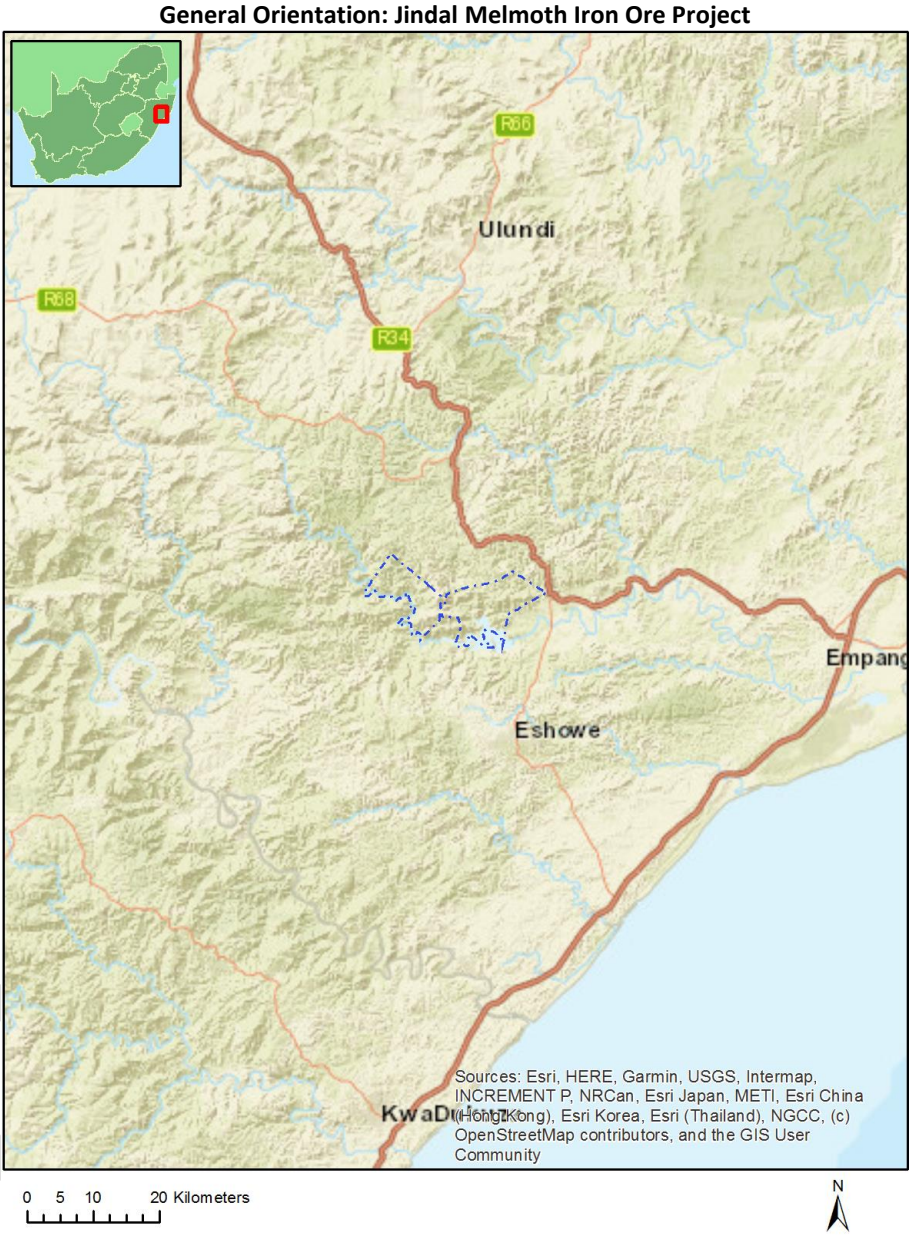 General Orientation: Jindal Melmoth Iron Ore Project
R66
Ulundi
R68
R34
Empang
Eshowe
Sources: Esri, HERE, Garmin, USGS, Intermap,
INCREMENT P, NRCan, Esri Japan, METI, Esri China
(HongKong), Esri Korea, Esri (Thailand), NGCC, (c)
OpenStreetMap contributors, and the GIS User
Community
0 5 10 20 Kilometers
N